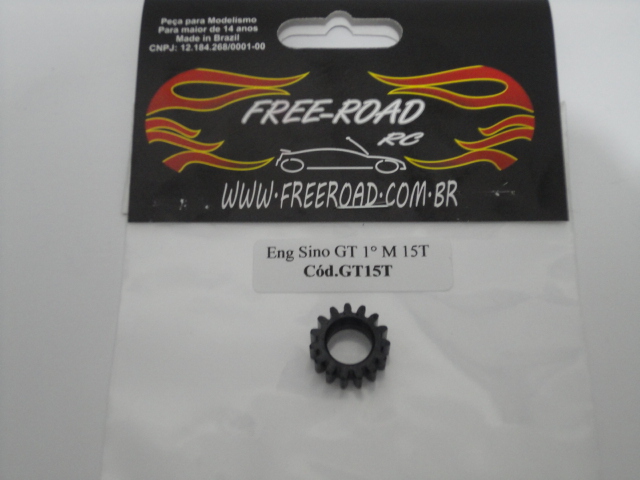 Peça para Modelismo
Para maior de 14 anos
Made in Brazil
CNPJ: 12.184.268/0001-00
FREE-ROAD
RC
WWW.FREEROAD.COM.BR
Eng Sino GT 1° M 15T
Cód.GT15T